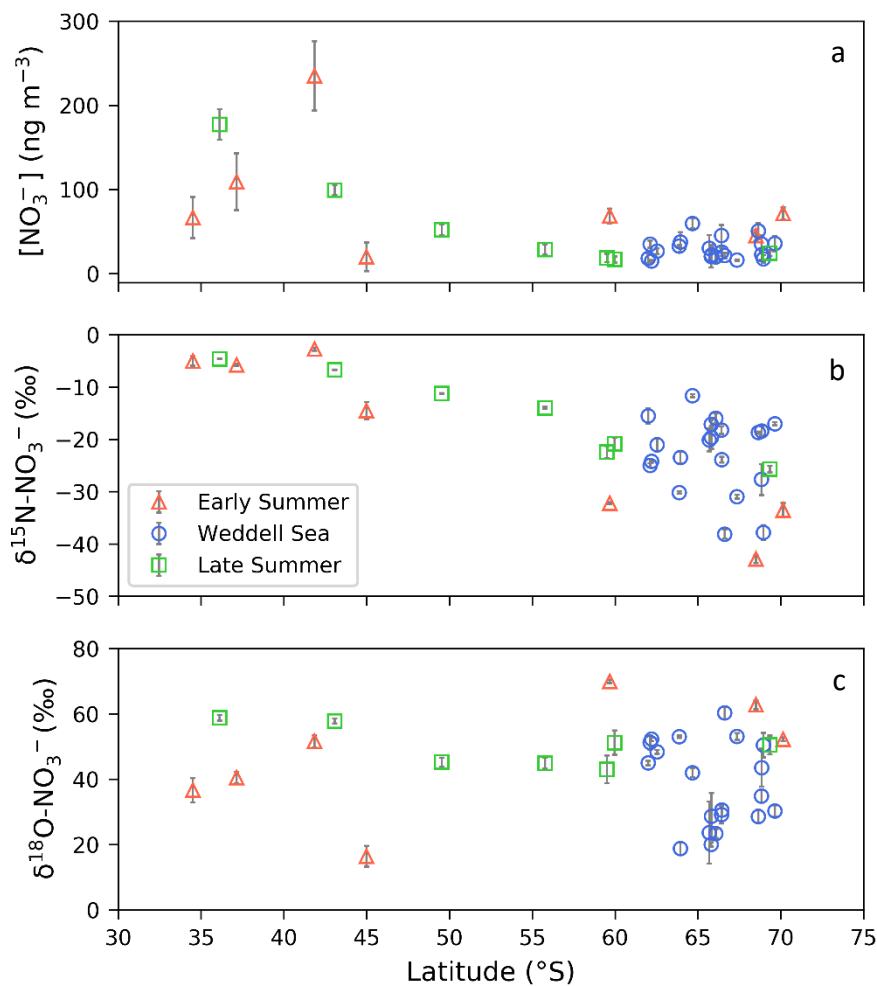 300
200
100
0
[NO₃⁻] (ng m⁻³)
a
0
−10
−20
−30
−40
−50
δ¹⁵N-NO₃⁻ (‰)
b
Early Summer
Weddell Sea
Late Summer
80
60
40
20
0
δ¹⁸O-NO₃⁻ (‰)
c
30 35 40 45 50 55 60 65 70 75
Latitude (°S)